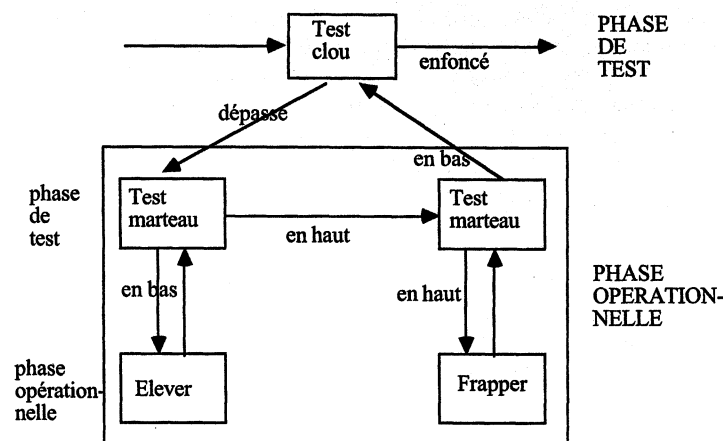 Test
clou
enfoncé
PHASE
DE
TEST
dépasse
en bas
phase
de
test
Test
marteau
en haut
Test
marteau
en bas
en haut
PHASE
OPERATION-
NELLE
phase
opération-
nelle
Elever
Frapper